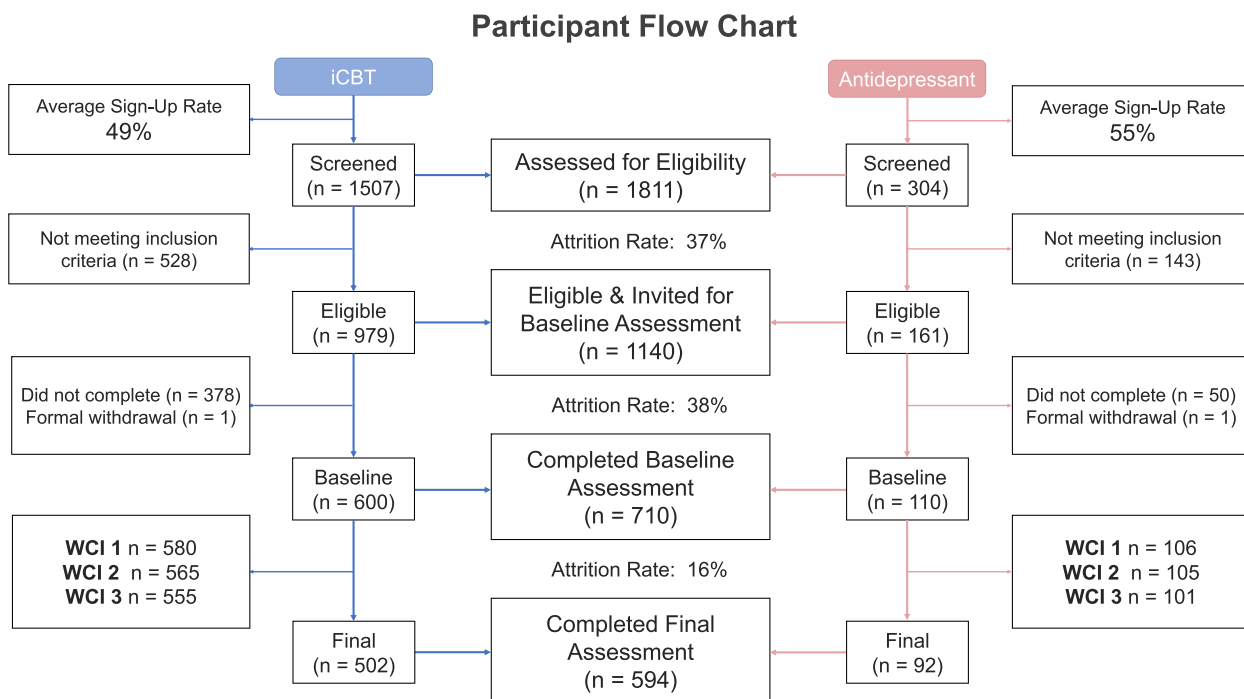 Participant Flow Chart
iCBT
Antidepressant
Average Sign-Up Rate
49%
Average Sign-Up Rate
55%
Screened
(n = 1507)
Assessed for Eligibility
(n = 1811)
Screened
(n = 304)
Not meeting inclusion
criteria (n = 528)
Attrition Rate: 37%
Not meeting inclusion
criteria (n = 143)
Eligible
(n = 979)
Eligible & Invited for
Baseline Assessment
(n = 1140)
Eligible
(n = 161)
Did not complete (n = 378)
Formal withdrawal (n = 1)
Attrition Rate: 38%
Did not complete (n = 50)
Formal withdrawal (n = 1)
Baseline
(n = 600)
Completed Baseline
Assessment
(n = 710)
Baseline
(n = 110)
WCI 1 n = 580
WCI 2 n = 565
WCI 3 n = 555
Attrition Rate: 16%
WCI 1 n = 106
WCI 2 n = 105
WCI 3 n = 101
Final
(n = 502)
Completed Final
Assessment
(n = 594)
Final
(n = 92)